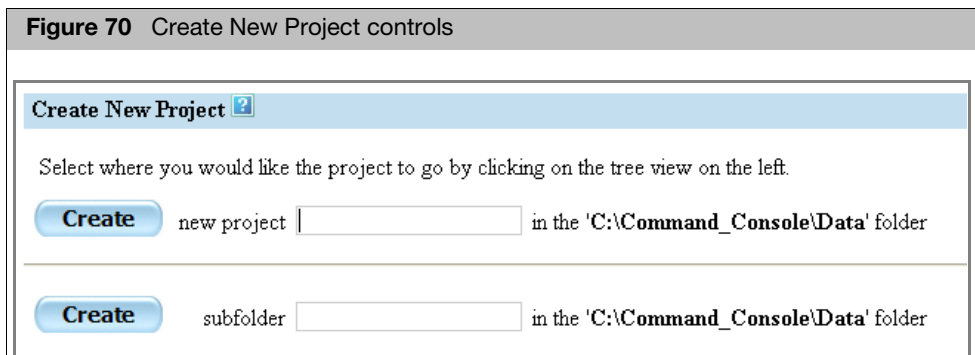 Figure 70 Create New Project controls
Create New Project ?
Select where you would like the project to go by clicking on the tree view on the left.
Create new project in the 'C:\Command_Console\Data' folder
Create subfolder in the 'C:\Command_Console\Data' folder